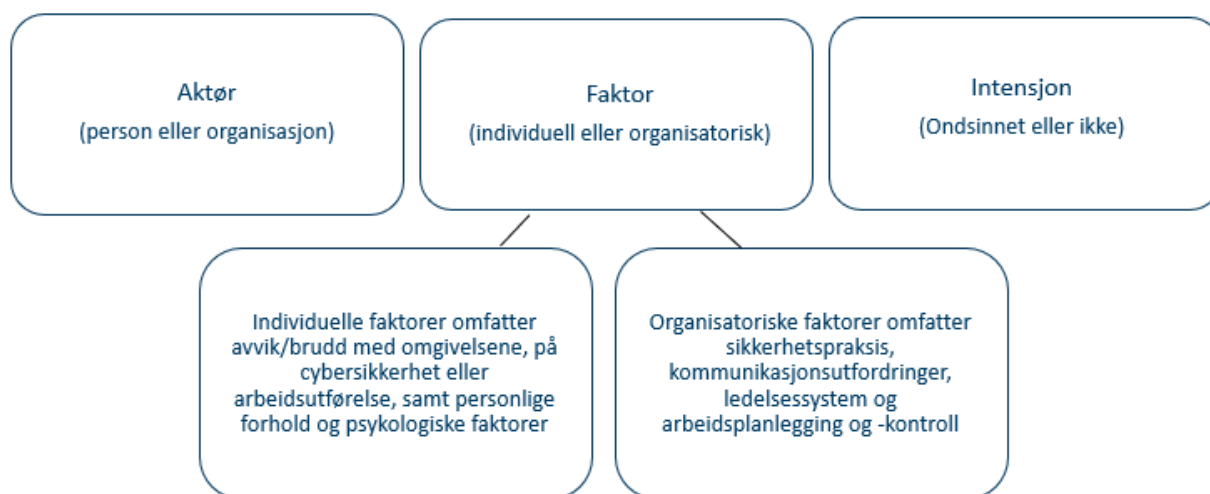 Aktør
(person eller organisasjon)
Faktor
(individuell eller organisatorisk)
Intensjon
(Ondsinnet eller ikke)
Individuelle faktorer omfatter
avvik/brudd med omgivelsene, på
cybersikkerhet eller
arbeidsutførelse, samt personlige
forhold og psykologiske faktorer
Organisatoriske faktorer omfatter
sikkerhetspraksis,
kommunikasjonsutfordringer,
ledelsessystem og
arbeidsplanlegging og -kontroll